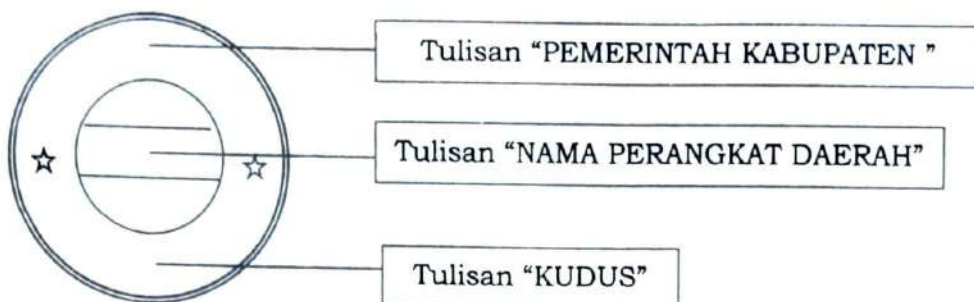 Tulisan “PEMERINTAH KABUPATEN ”
Tulisan “NAMA PERANGKAT DAERAH”
Tulisan “KUDUS”